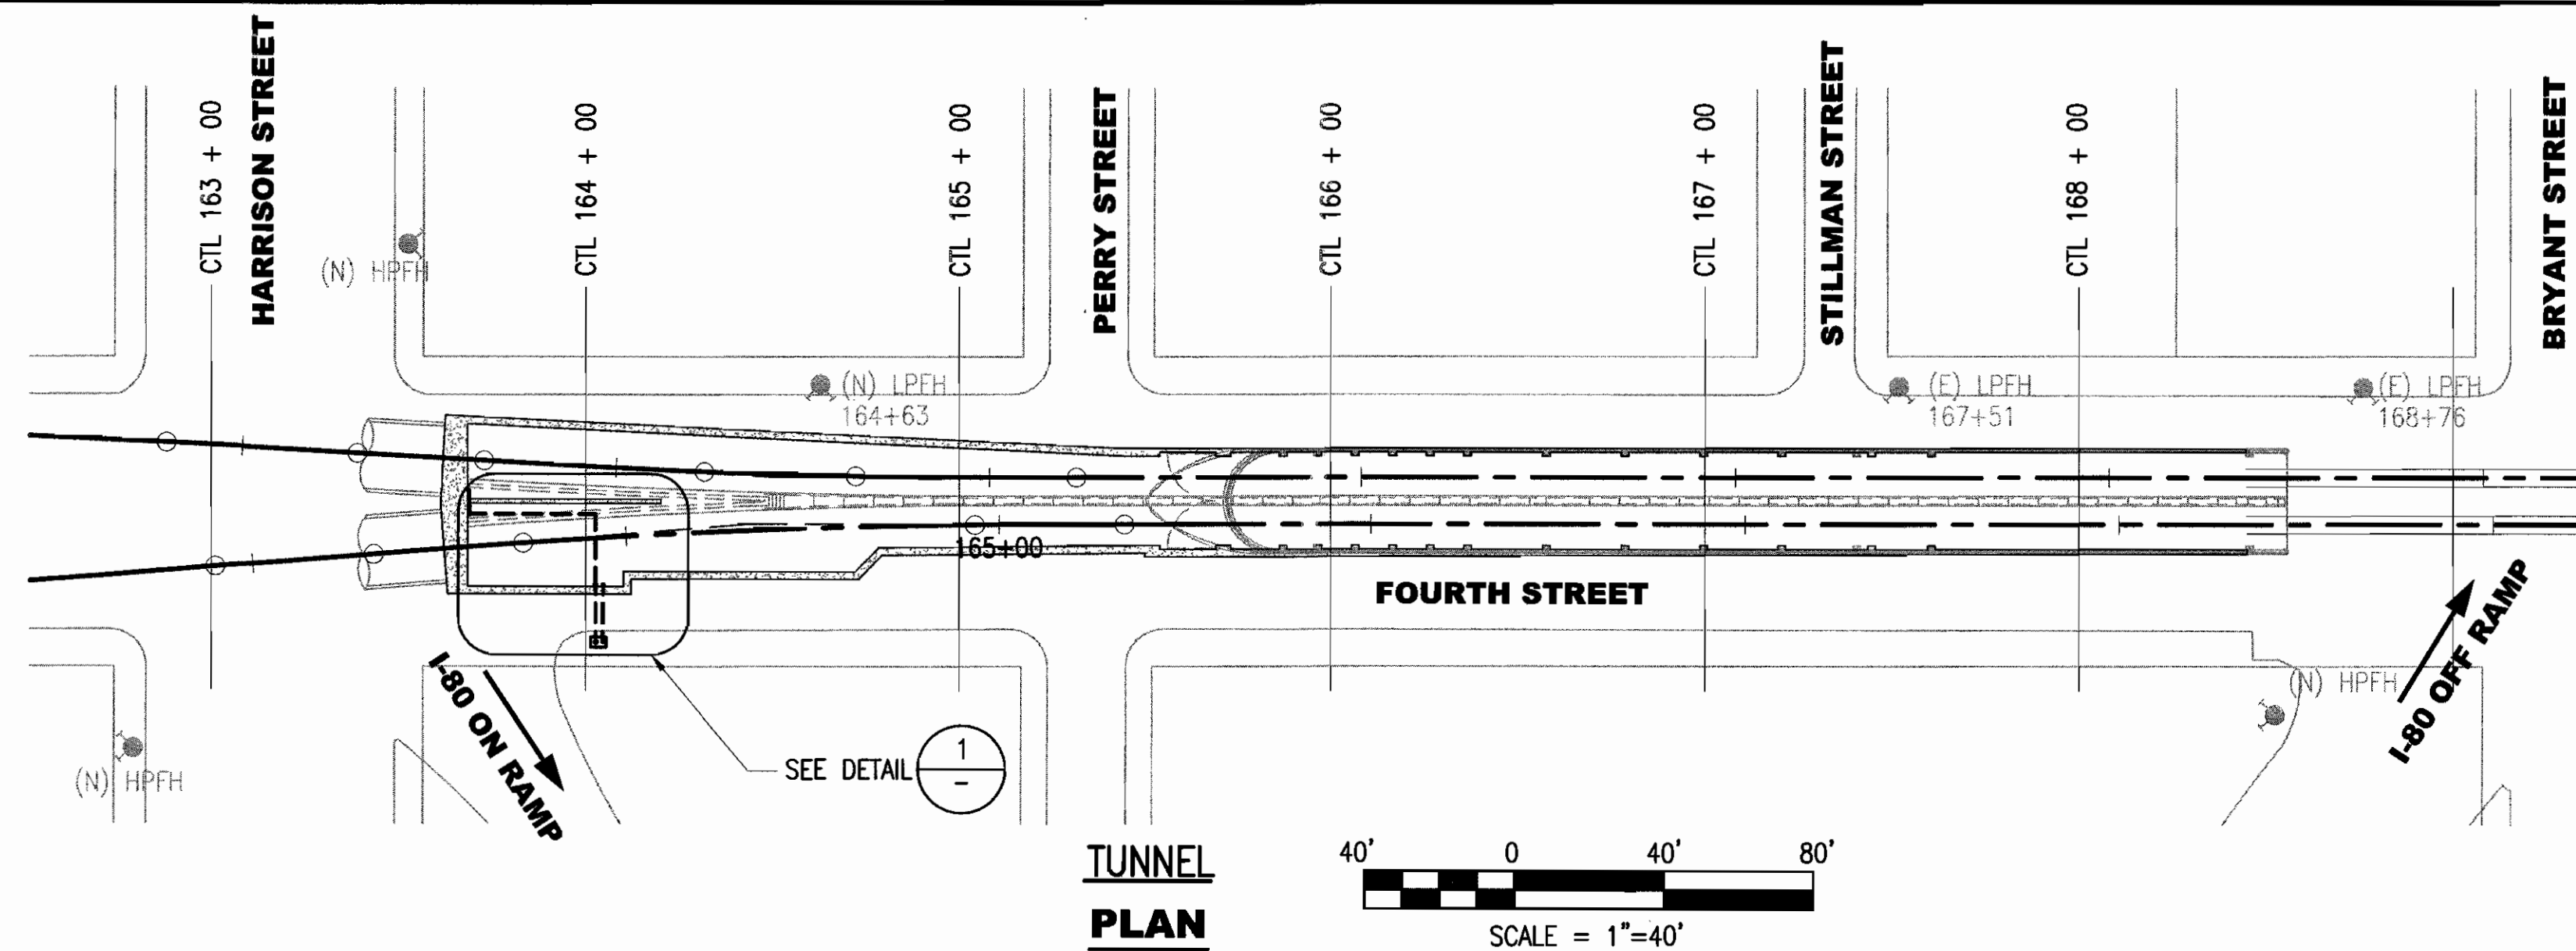 HARRISON STREET
PERRY STREET
STILLMAN STREET
BRYANT STREET
CTL 163 + 00
CTL 164 + 00
CTL 165 + 00
CTL 166 + 00
CTL 167 + 00
CTL 168 + 00
(N) HPFH
(N) LPFH
164+63
(E) LPFH
167+51
(E) LPFH
168+76
165+00
FOURTH STREET
I-80 ON RAMP
I-80 OFF RAMP
(N) HPFH
(N) HPFH
SEE DETAIL
1
-
TUNNEL
PLAN
40' 0 40' 80'
SCALE = 1"=40'